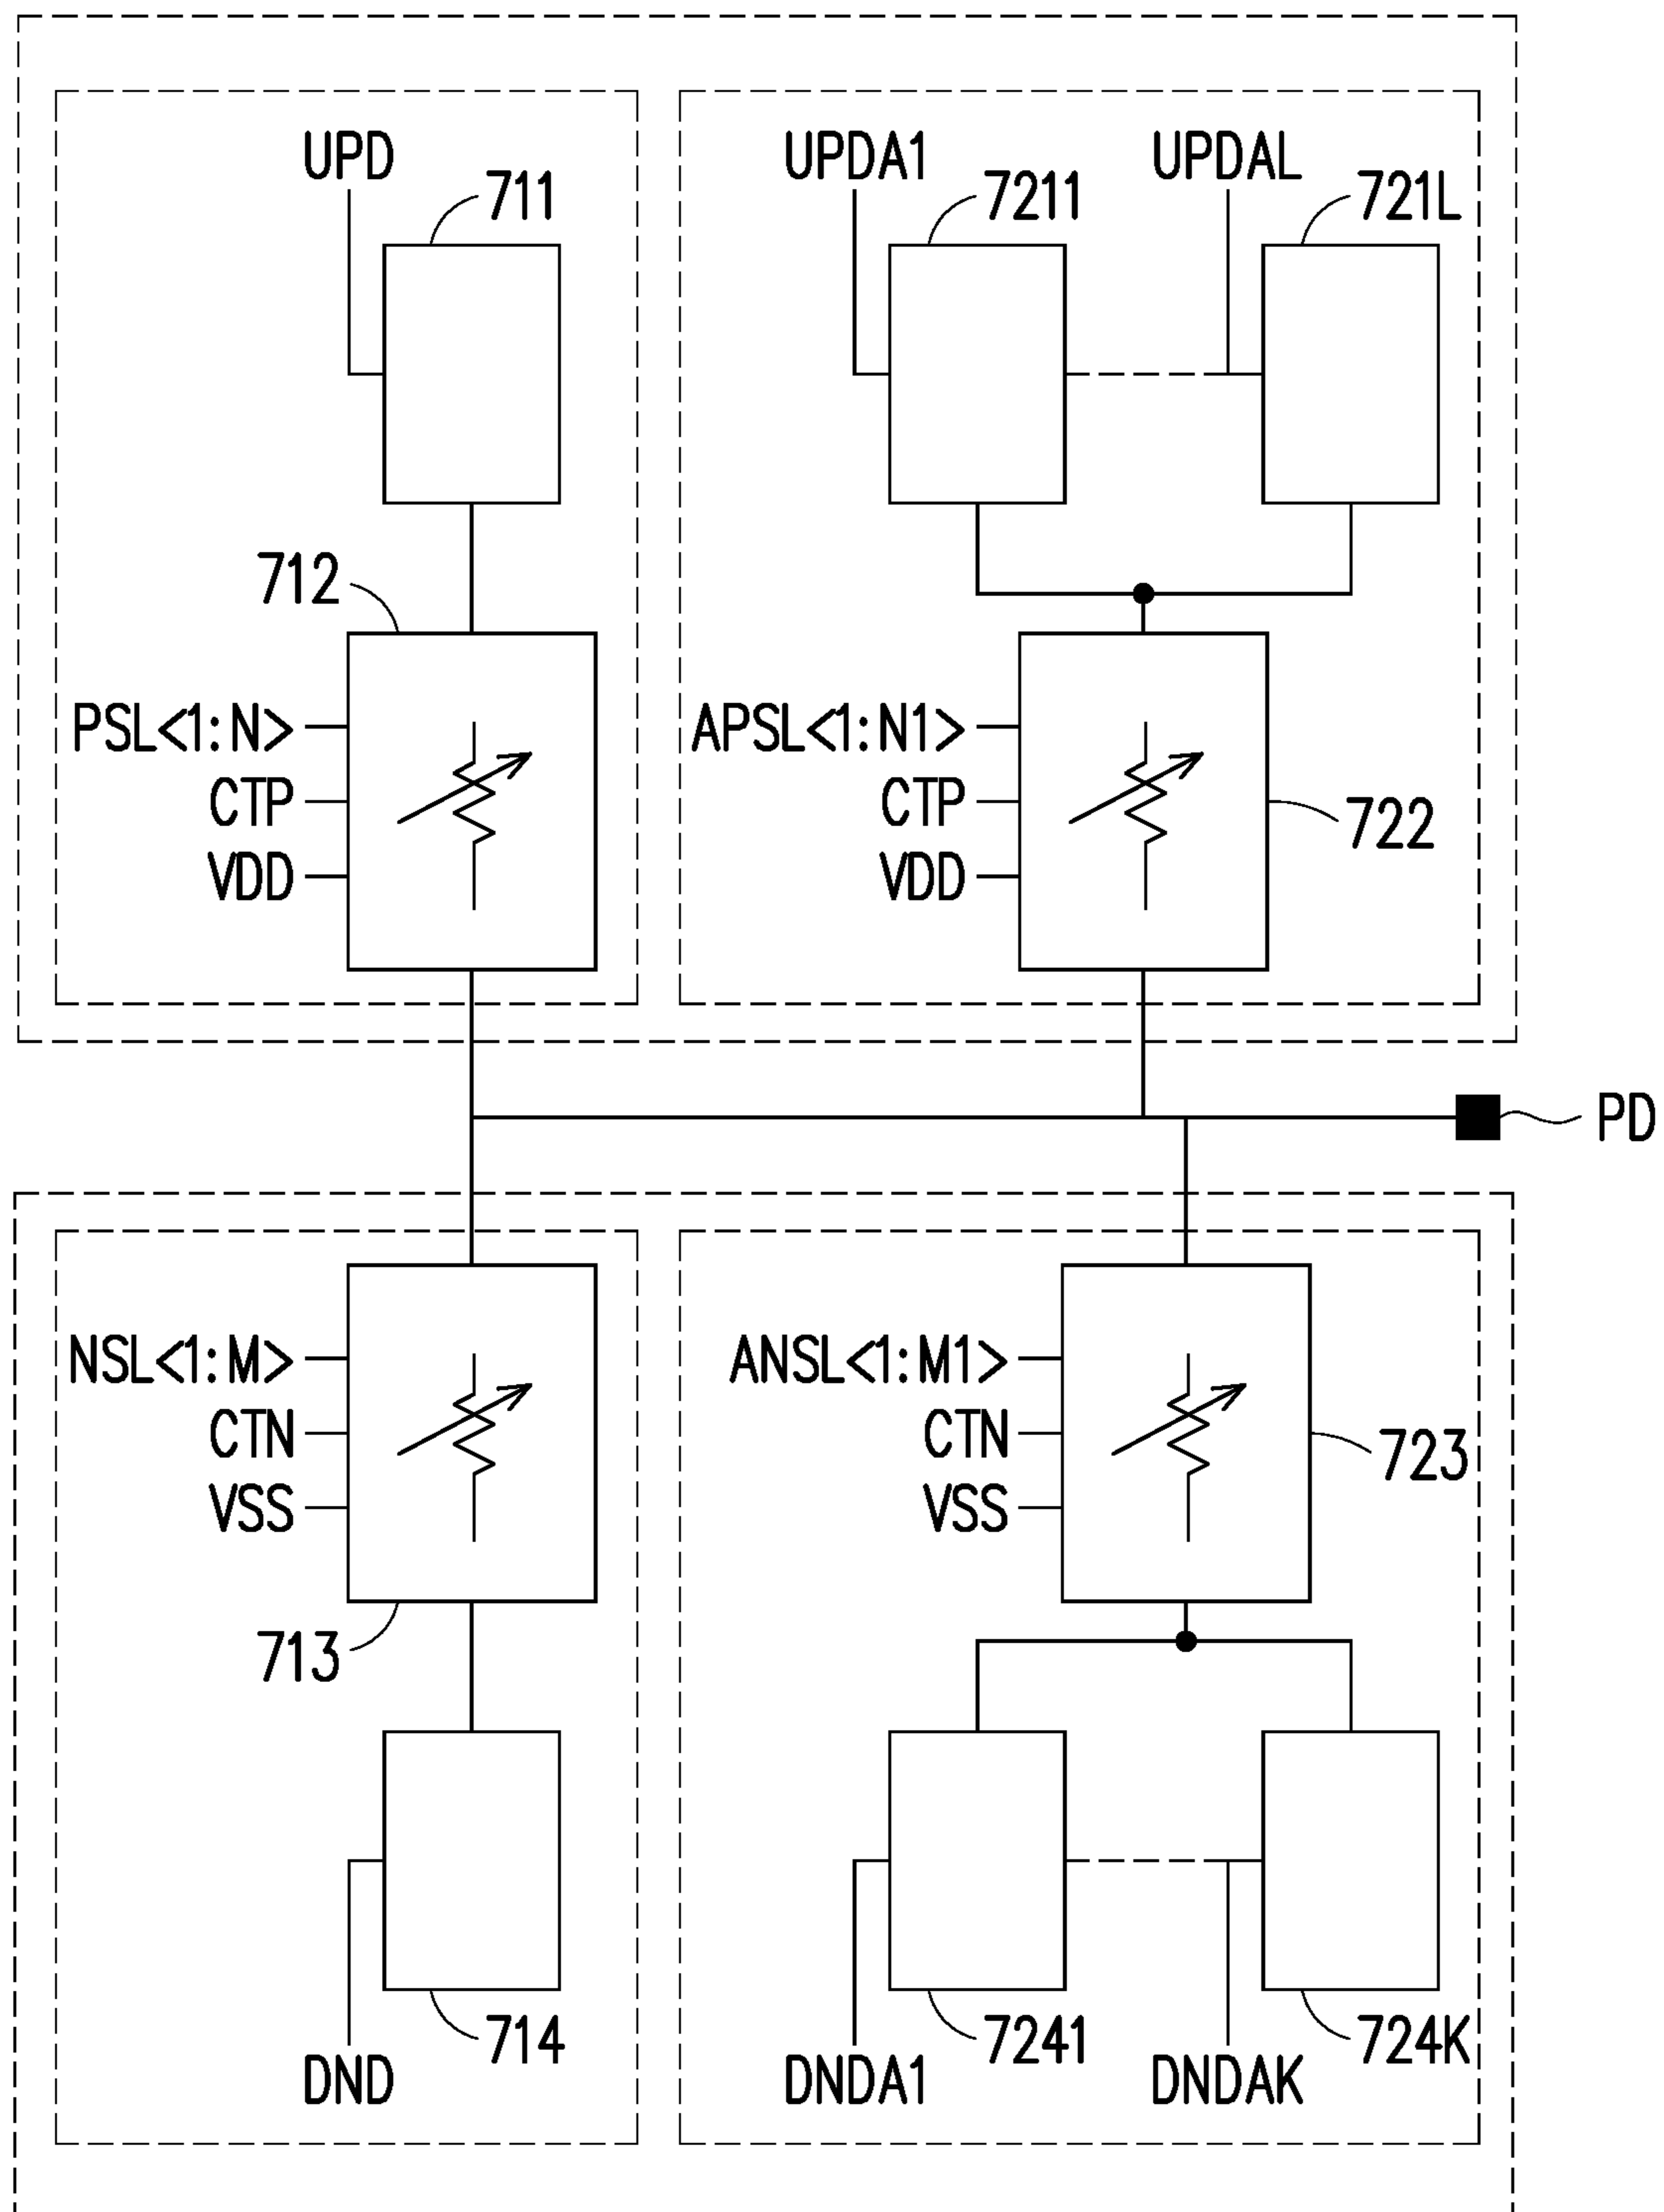 UPD
711
UPDA1
7211
UPDAL
721L
712
PSL<1:N>
CTP
VDD
APSL<1:N1>
CTP
VDD
722
PD
NSL<1:M>
CTN
VSS
713
ANSL<1:M1>
CTN
VSS
723
714
DND
7241
DNDA1
724K
DNDAK